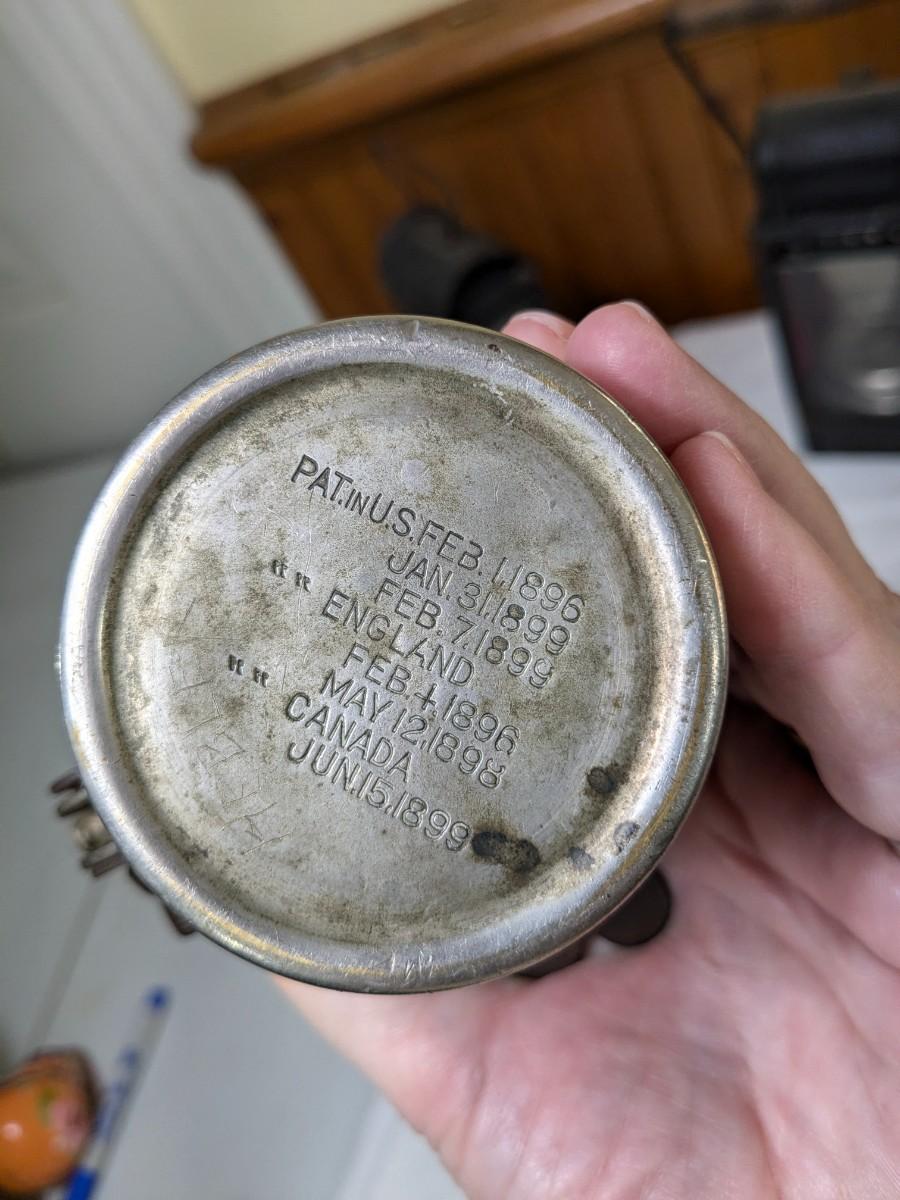 PAT. IN U.S. FEB. 1. 1896
JAN. 31. 1899
FEB. 7. 1899
" " ENGLAND
FEB 4 1896
MAY 12, 1898
" " CANADA
JUN. 15. 1899